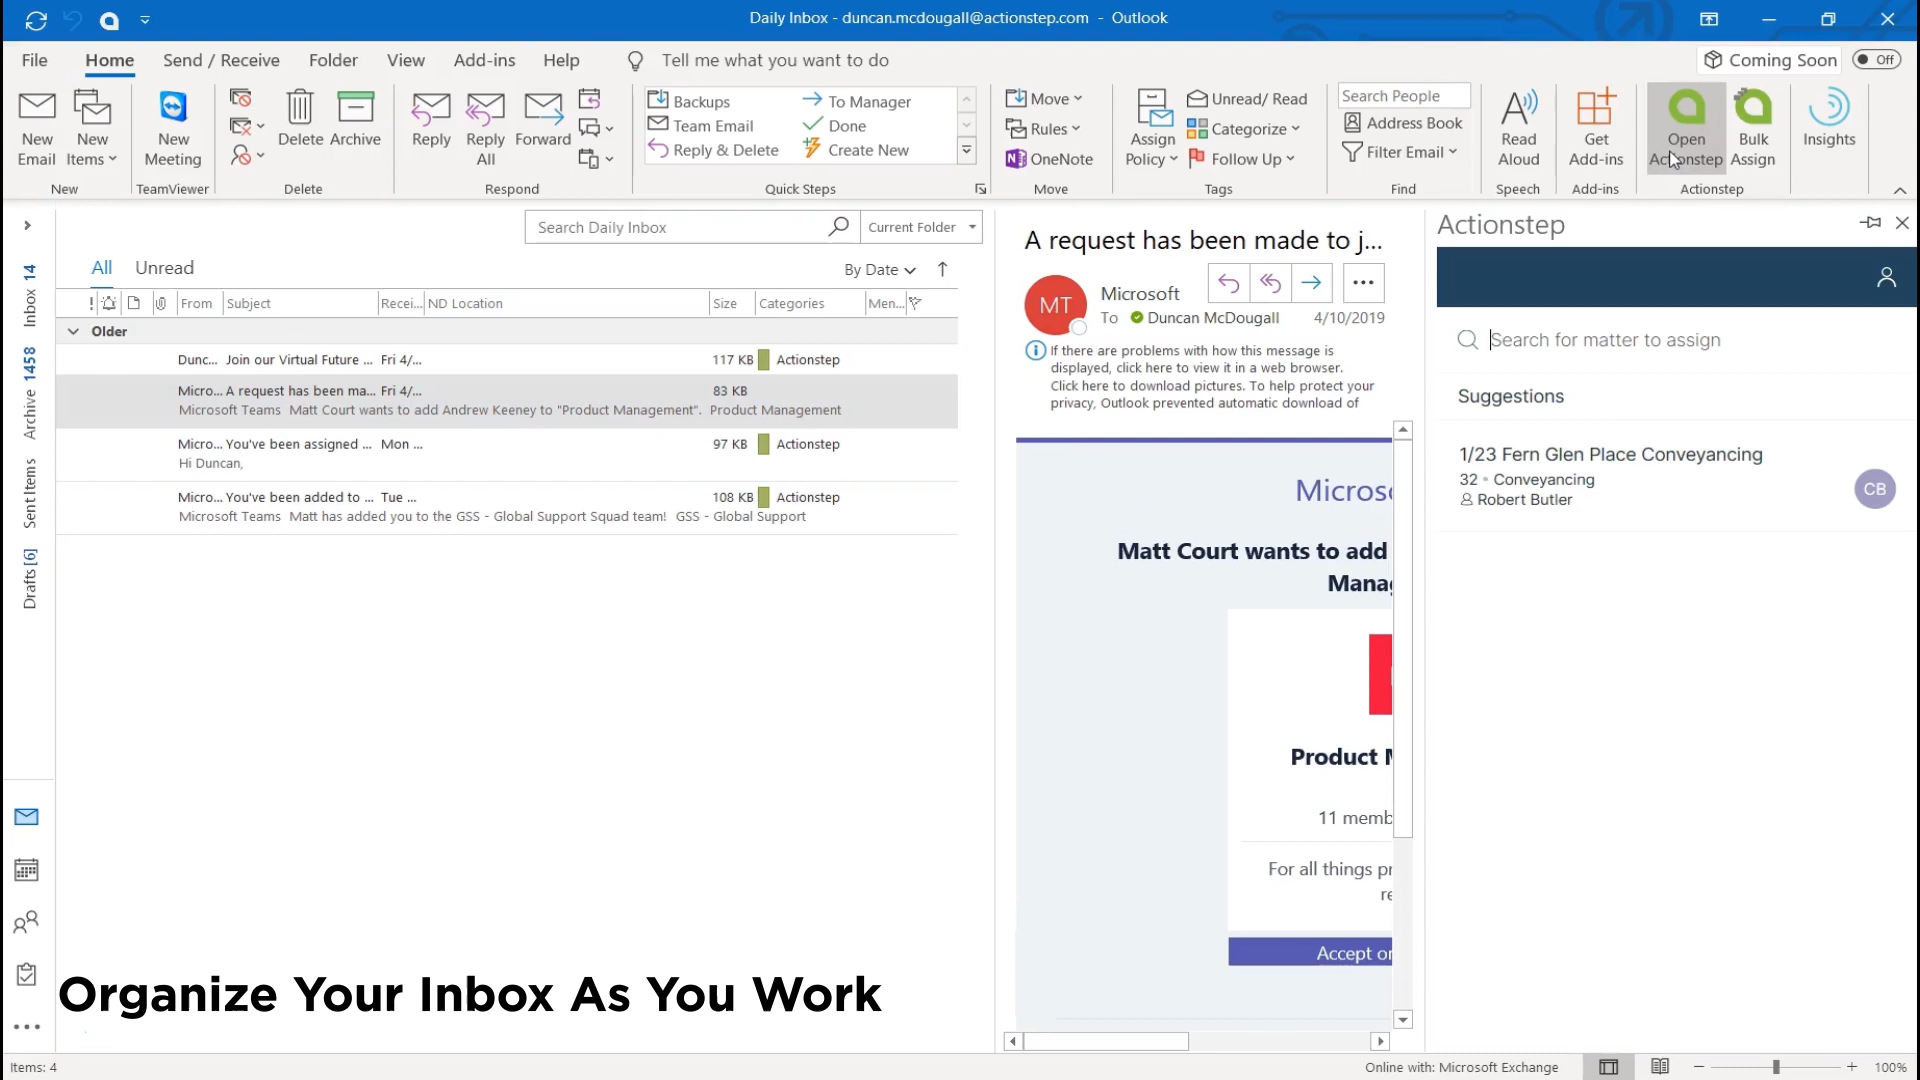 Daily Inbox - duncan.mcdougall@actionstep.com - Outlook
File Home Send / Receive Folder View Add-ins Help Tell me what you want to do Coming Soon Off
New Email
New Items
New
New Meeting
TeamViewer
Delete
Archive
Delete
Reply
Reply All
Forward
Respond
Backups
To Manager
Team Email
Done
Reply & Delete
Create New
Quick Steps
Move
Rules
OneNote
Move
Assign Policy
Unread/ Read
Categorize
Follow Up
Tags
Search People
Address Book
Filter Email
Find
Read Aloud
Speech
Get Add-ins
Add-ins
Open Actionstep
Bulk Assign
Actionstep
Insights
Inbox 14
Archive 1458
Sent Items
Drafts [6]
Search Daily Inbox Current Folder
All Unread By Date
! From Subject Recei... ND Location Size Categories Men...
Older
Dunc... Join our Virtual Future ... Fri 4/... 117 KB Actionstep
Micro... A request has been ma... Fri 4/... 83 KB
Microsoft Teams Matt Court wants to add Andrew Keeney to "Product Management". Product Management
Micro... You've been assigned ... Mon ... 97 KB Actionstep
Hi Duncan,
Micro... You've been added to ... Tue ... 108 KB Actionstep
Microsoft Teams Matt has added you to the GSS - Global Support Squad team! GSS - Global Support
A request has been made to j...
MT
Microsoft
To Duncan McDougall 4/10/2019
If there are problems with how this message is
displayed, click here to view it in a web browser.
Click here to download pictures. To help protect your
privacy, Outlook prevented automatic download of
Micros
Matt Court wants to add
Manag
Product M
11 memb
For all things pr
re
Accept or
Actionstep
Search for matter to assign
Suggestions
1/23 Fern Glen Place Conveyancing
32 • Conveyancing
Robert Butler
CB
Organize Your Inbox As You Work
Items: 4
Online with: Microsoft Exchange
100%